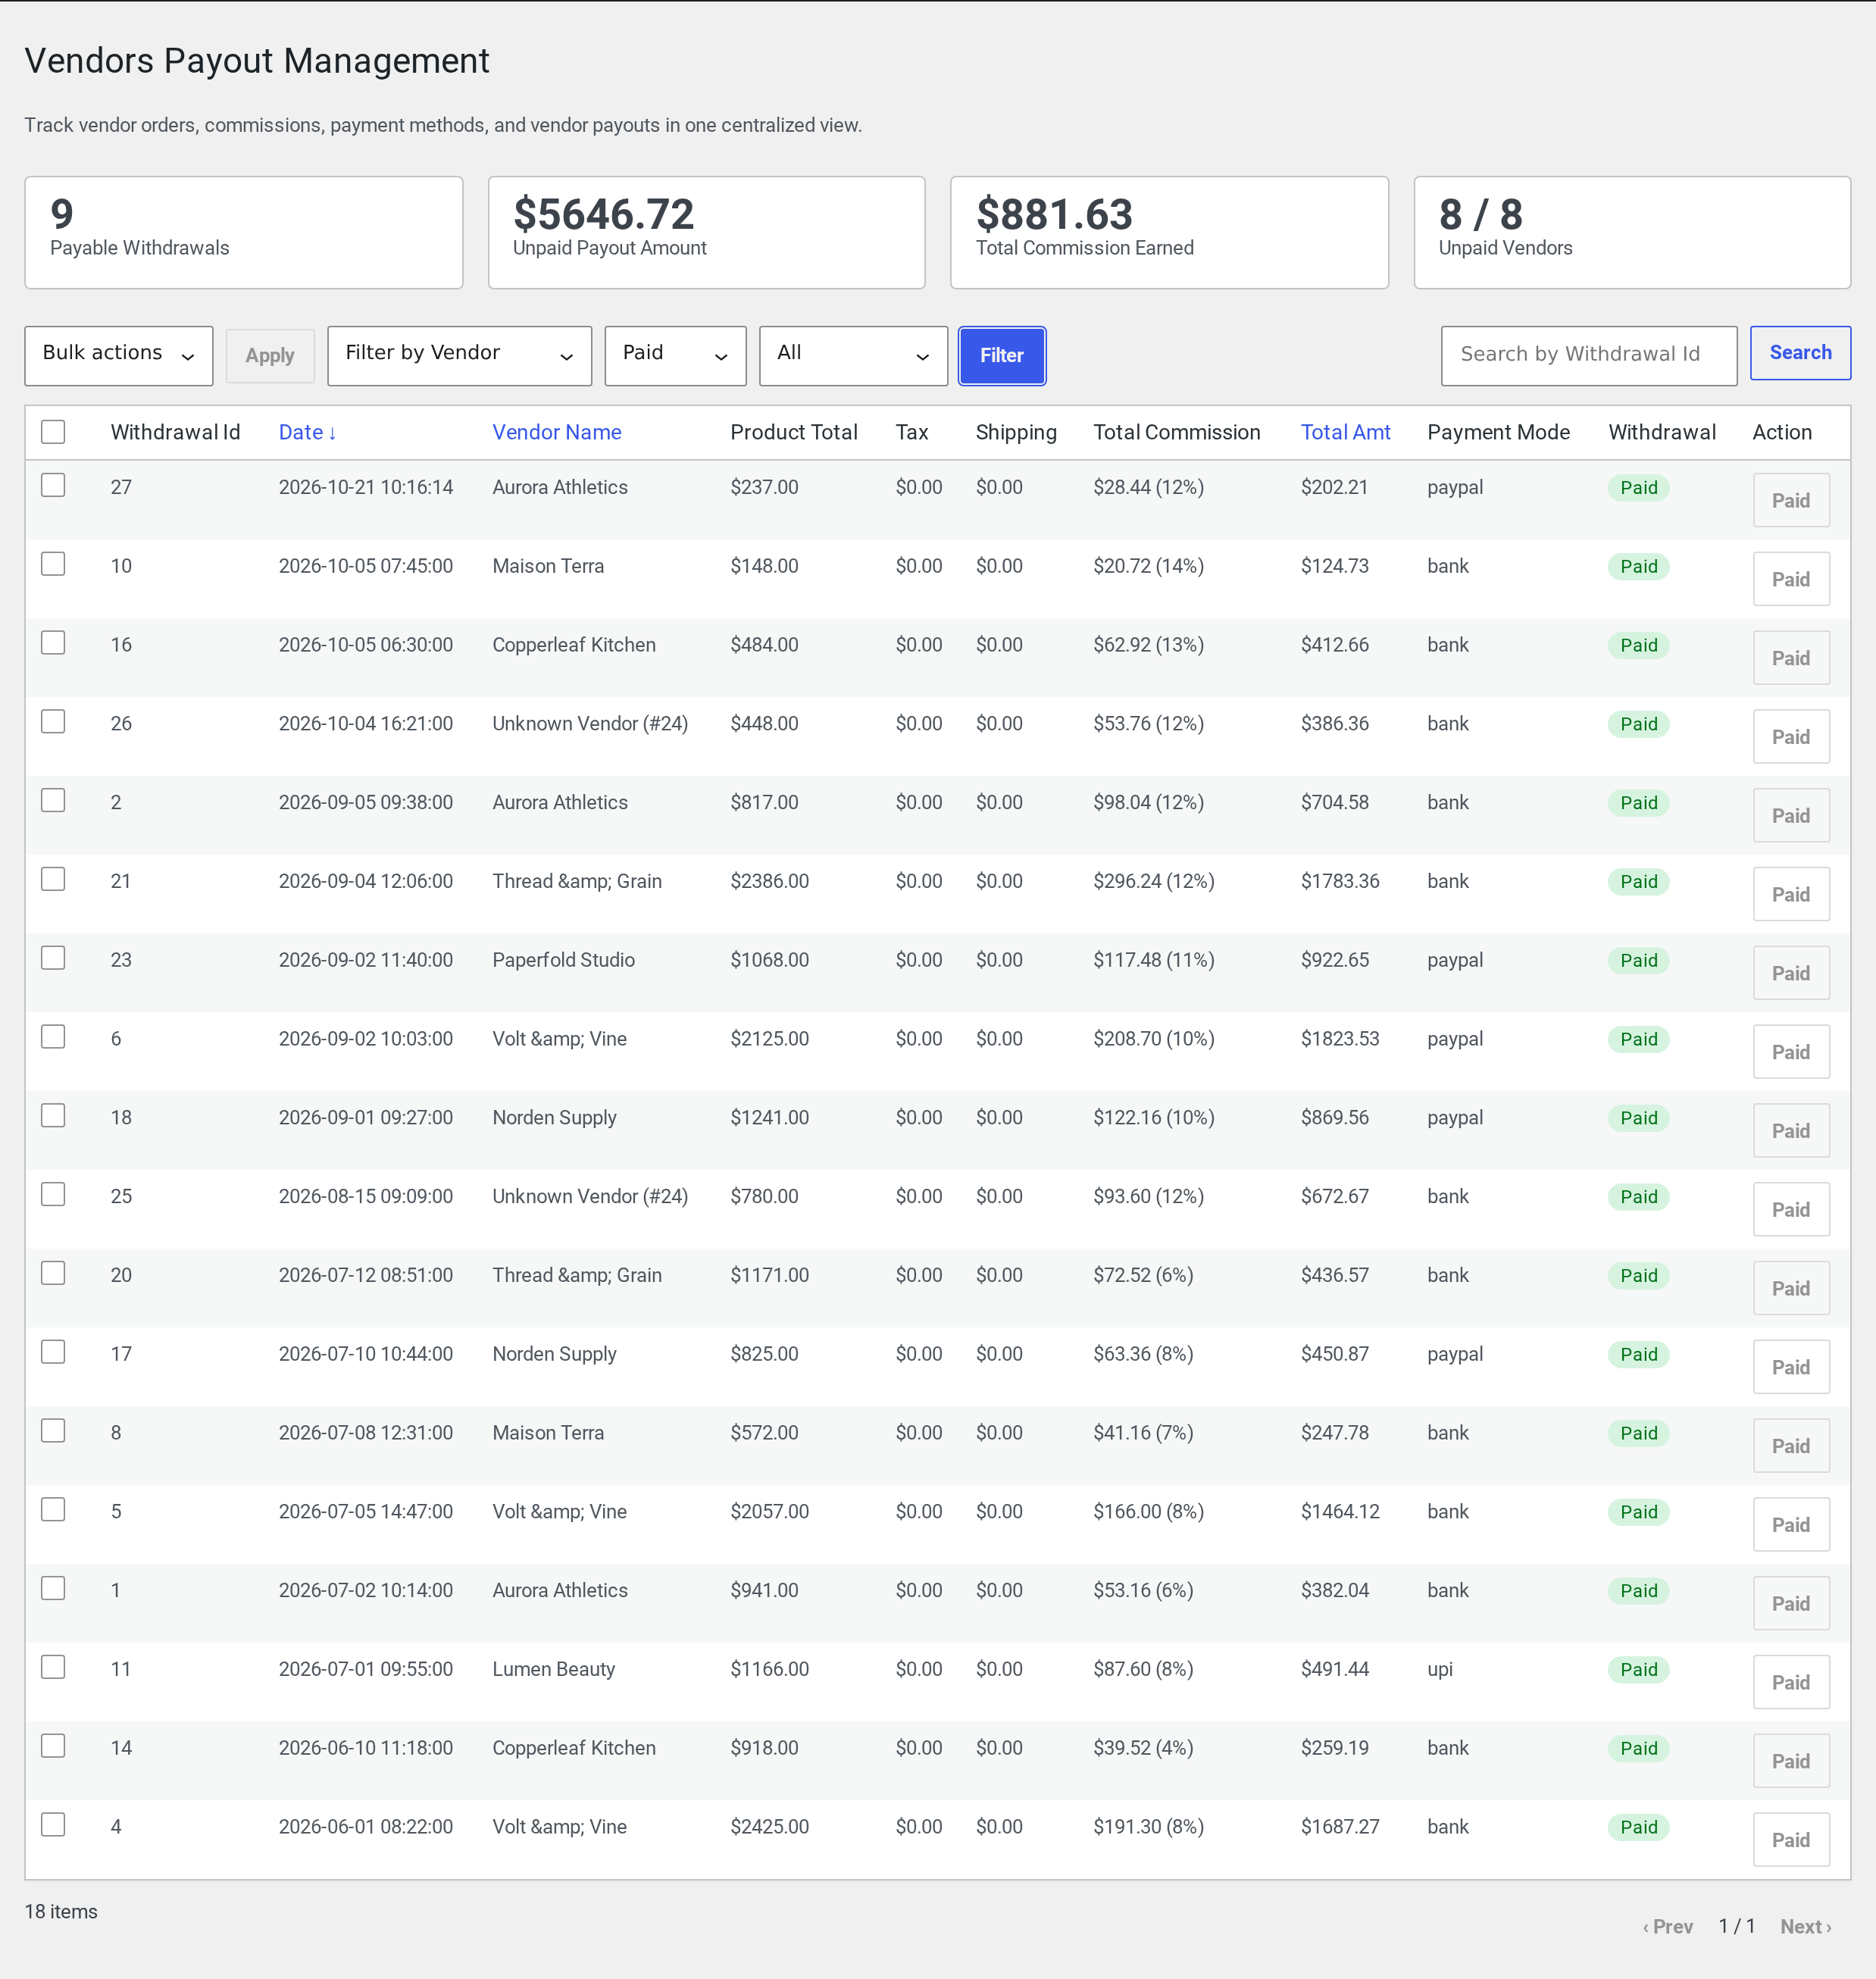 Vendors Payout Management
Track vendor orders, commissions, payment methods, and vendor payouts in one centralized view.
9 $5646.72 $881.63 8 / 8
Payable Withdrawals Unpaid Payout Amount Total Commission Earned Unpaid Vendors
Bulk actions Apply Filter by Vendor Paid All Filter Search by Withdrawal Id Search
Withdrawal Id Date ↓ Vendor Name Product Total Tax Shipping Total Commission Total Amt Payment Mode Withdrawal Action
27 2026-10-21 10:16:14 Aurora Athletics $237.00 $0.00 $0.00 $28.44 (12%) $202.21 paypal Paid Paid
10 2026-10-05 07:45:00 Maison Terra $148.00 $0.00 $0.00 $20.72 (14%) $124.73 bank Paid Paid
16 2026-10-05 06:30:00 Copperleaf Kitchen $484.00 $0.00 $0.00 $62.92 (13%) $412.66 bank Paid Paid
26 2026-10-04 16:21:00 Unknown Vendor (#24) $448.00 $0.00 $0.00 $53.76 (12%) $386.36 bank Paid Paid
2 2026-09-05 09:38:00 Aurora Athletics $817.00 $0.00 $0.00 $98.04 (12%) $704.58 bank Paid Paid
21 2026-09-04 12:06:00 Thread &amp; Grain $2386.00 $0.00 $0.00 $296.24 (12%) $1783.36 bank Paid Paid
23 2026-09-02 11:40:00 Paperfold Studio $1068.00 $0.00 $0.00 $117.48 (11%) $922.65 paypal Paid Paid
6 2026-09-02 10:03:00 Volt &amp; Vine $2125.00 $0.00 $0.00 $208.70 (10%) $1823.53 paypal Paid Paid
18 2026-09-01 09:27:00 Norden Supply $1241.00 $0.00 $0.00 $122.16 (10%) $869.56 paypal Paid Paid
25 2026-08-15 09:09:00 Unknown Vendor (#24) $780.00 $0.00 $0.00 $93.60 (12%) $672.67 bank Paid Paid
20 2026-07-12 08:51:00 Thread &amp; Grain $1171.00 $0.00 $0.00 $72.52 (6%) $436.57 bank Paid Paid
17 2026-07-10 10:44:00 Norden Supply $825.00 $0.00 $0.00 $63.36 (8%) $450.87 paypal Paid Paid
8 2026-07-08 12:31:00 Maison Terra $572.00 $0.00 $0.00 $41.16 (7%) $247.78 bank Paid Paid
5 2026-07-05 14:47:00 Volt &amp; Vine $2057.00 $0.00 $0.00 $166.00 (8%) $1464.12 bank Paid Paid
1 2026-07-02 10:14:00 Aurora Athletics $941.00 $0.00 $0.00 $53.16 (6%) $382.04 bank Paid Paid
11 2026-07-01 09:55:00 Lumen Beauty $1166.00 $0.00 $0.00 $87.60 (8%) $491.44 upi Paid Paid
14 2026-06-10 11:18:00 Copperleaf Kitchen $918.00 $0.00 $0.00 $39.52 (4%) $259.19 bank Paid Paid
4 2026-06-01 08:22:00 Volt &amp; Vine $2425.00 $0.00 $0.00 $191.30 (8%) $1687.27 bank Paid Paid
18 items
‹ Prev 1 / 1 Next ›